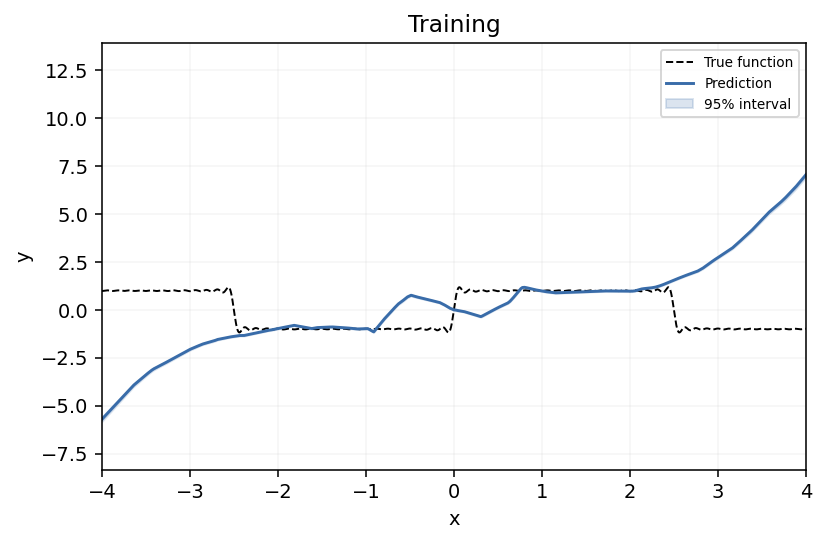 Training
True function
Prediction
95% interval
12.5
10.0
7.5
5.0
2.5
0.0
−2.5
−5.0
−7.5
y
−4 −3 −2 −1 0 1 2 3 4
x